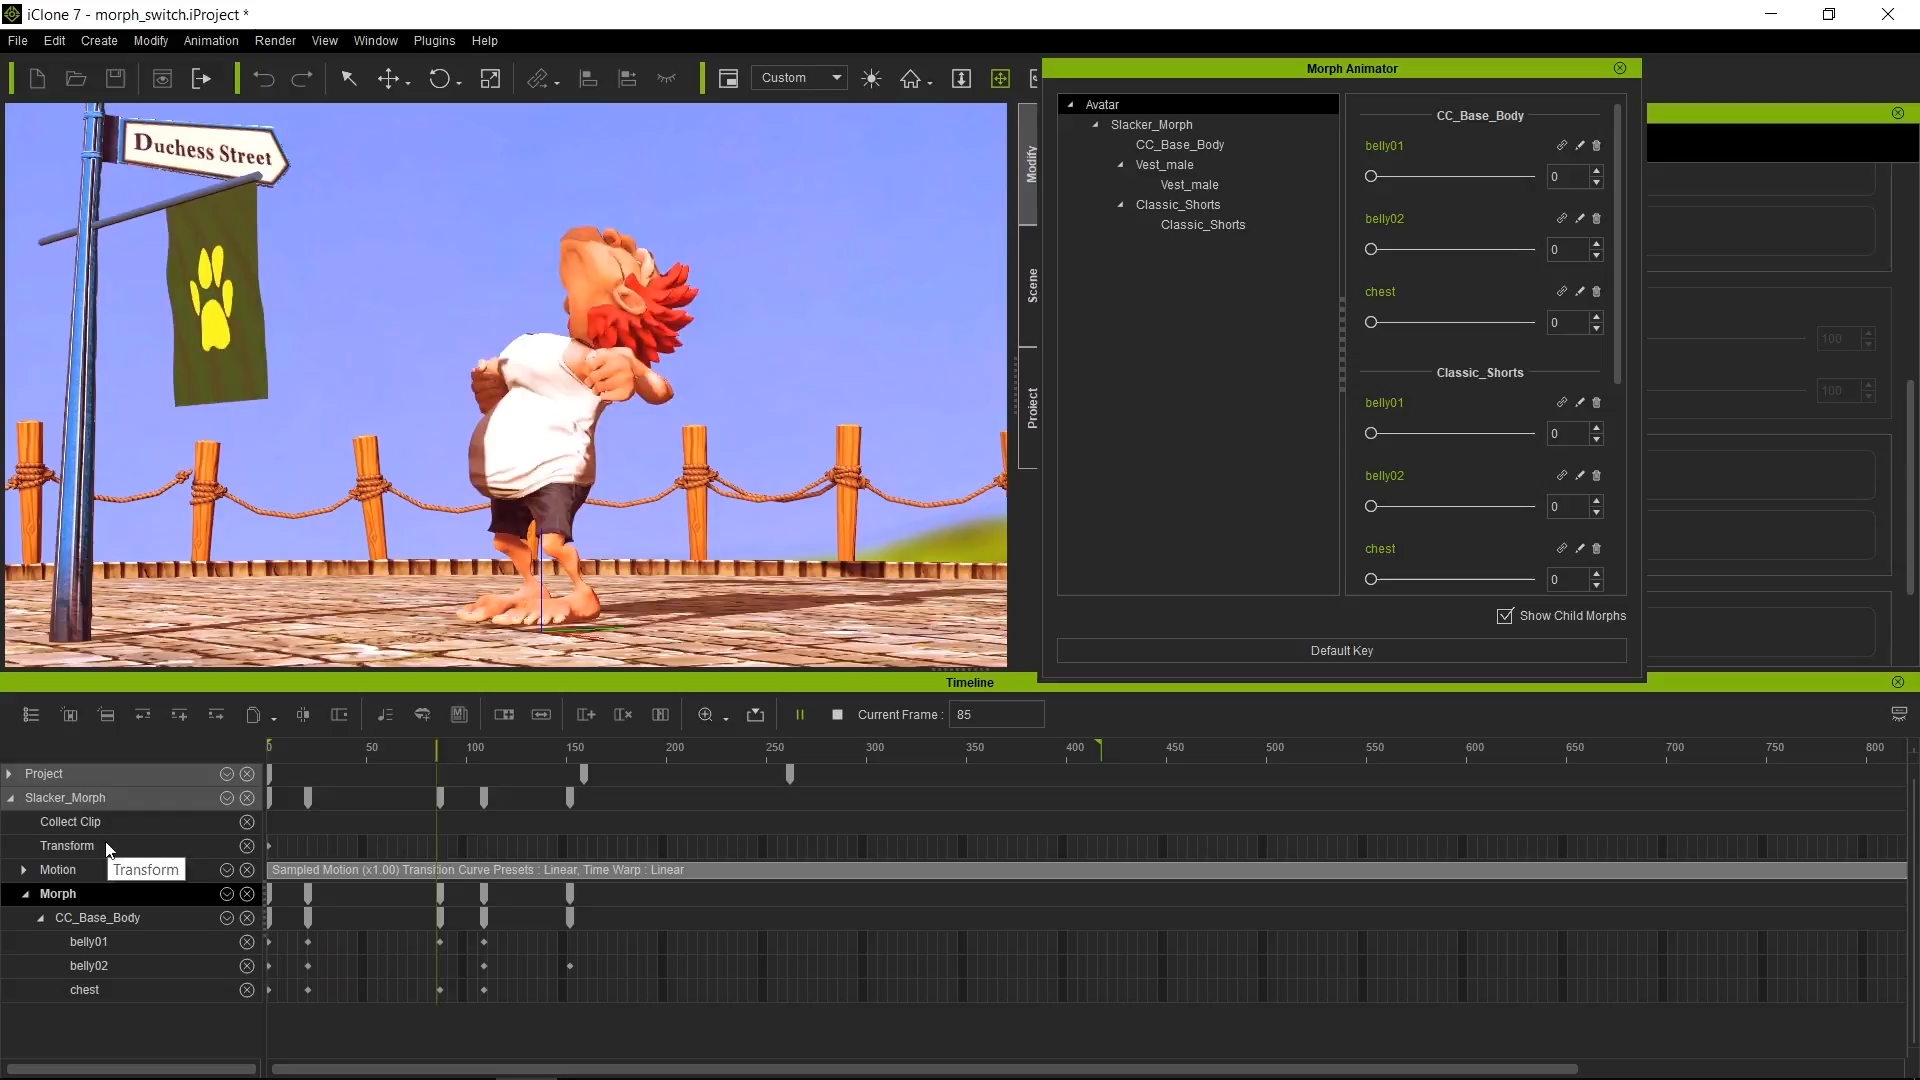 iClone 7 - morph_switch.iProject *
File Edit Create Modify Animation Render View Window Plugins Help
Custom
Morph Animator
Duchess Street
Modify
Scene
Project
Avatar
Slacker_Morph
CC_Base_Body
Vest_male
Vest_male
Classic_Shorts
Classic_Shorts
CC_Base_Body
belly01
0
belly02
0
chest
0
Classic_Shorts
belly01
0
belly02
0
chest
0
100
100
Show Child Morphs
Default Key
Timeline
Current Frame : 85
0 50 100 150 200 250 300 350 400 450 500 550 600 650 700 750 800
Project
Slacker_Morph
Collect Clip
Transform
Transform
Motion
Sampled Motion (x1.00) Transition Curve Presets : Linear, Time Warp : Linear
Morph
CC_Base_Body
belly01
belly02
chest